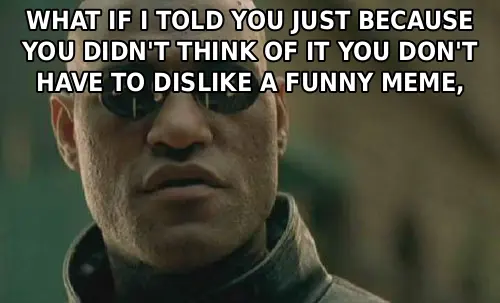 WHAT IF I TOLD YOU JUST BECAUSE
YOU DIDN'T THINK OF IT YOU DON'T
HAVE TO DISLIKE A FUNNY MEME,